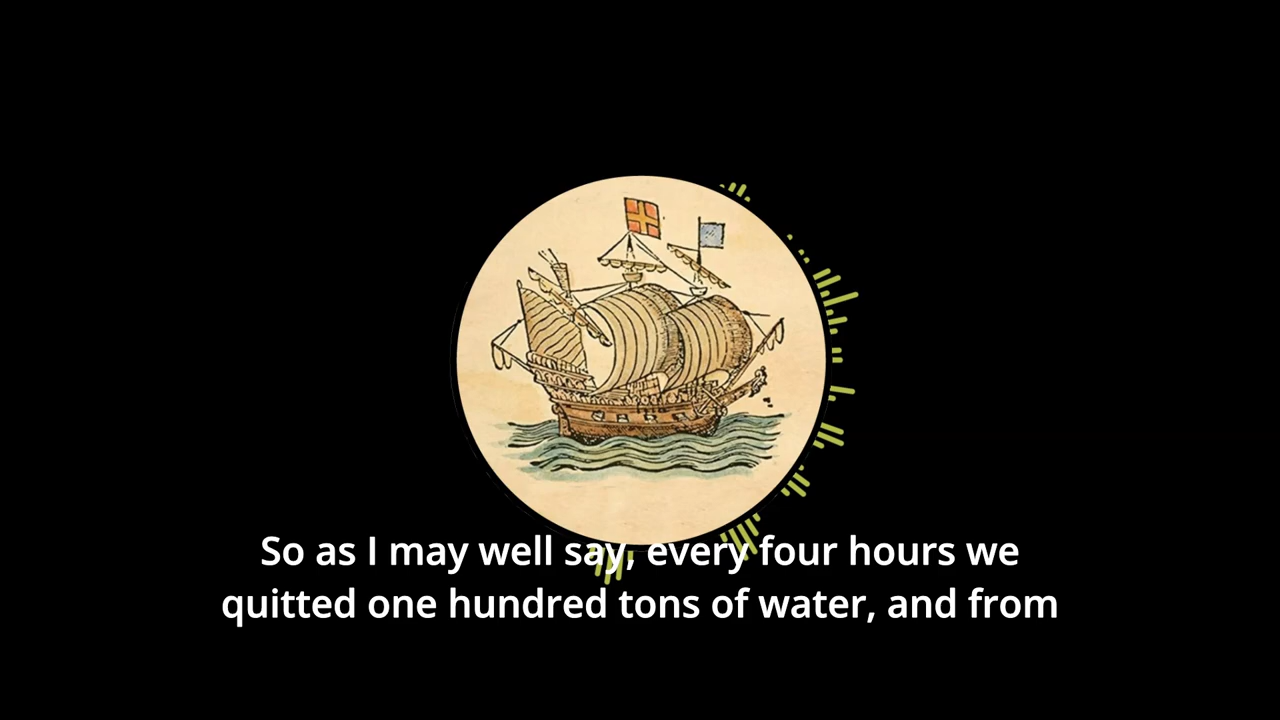 So as I may well say, every four hours we
quitted one hundred tons of water, and from